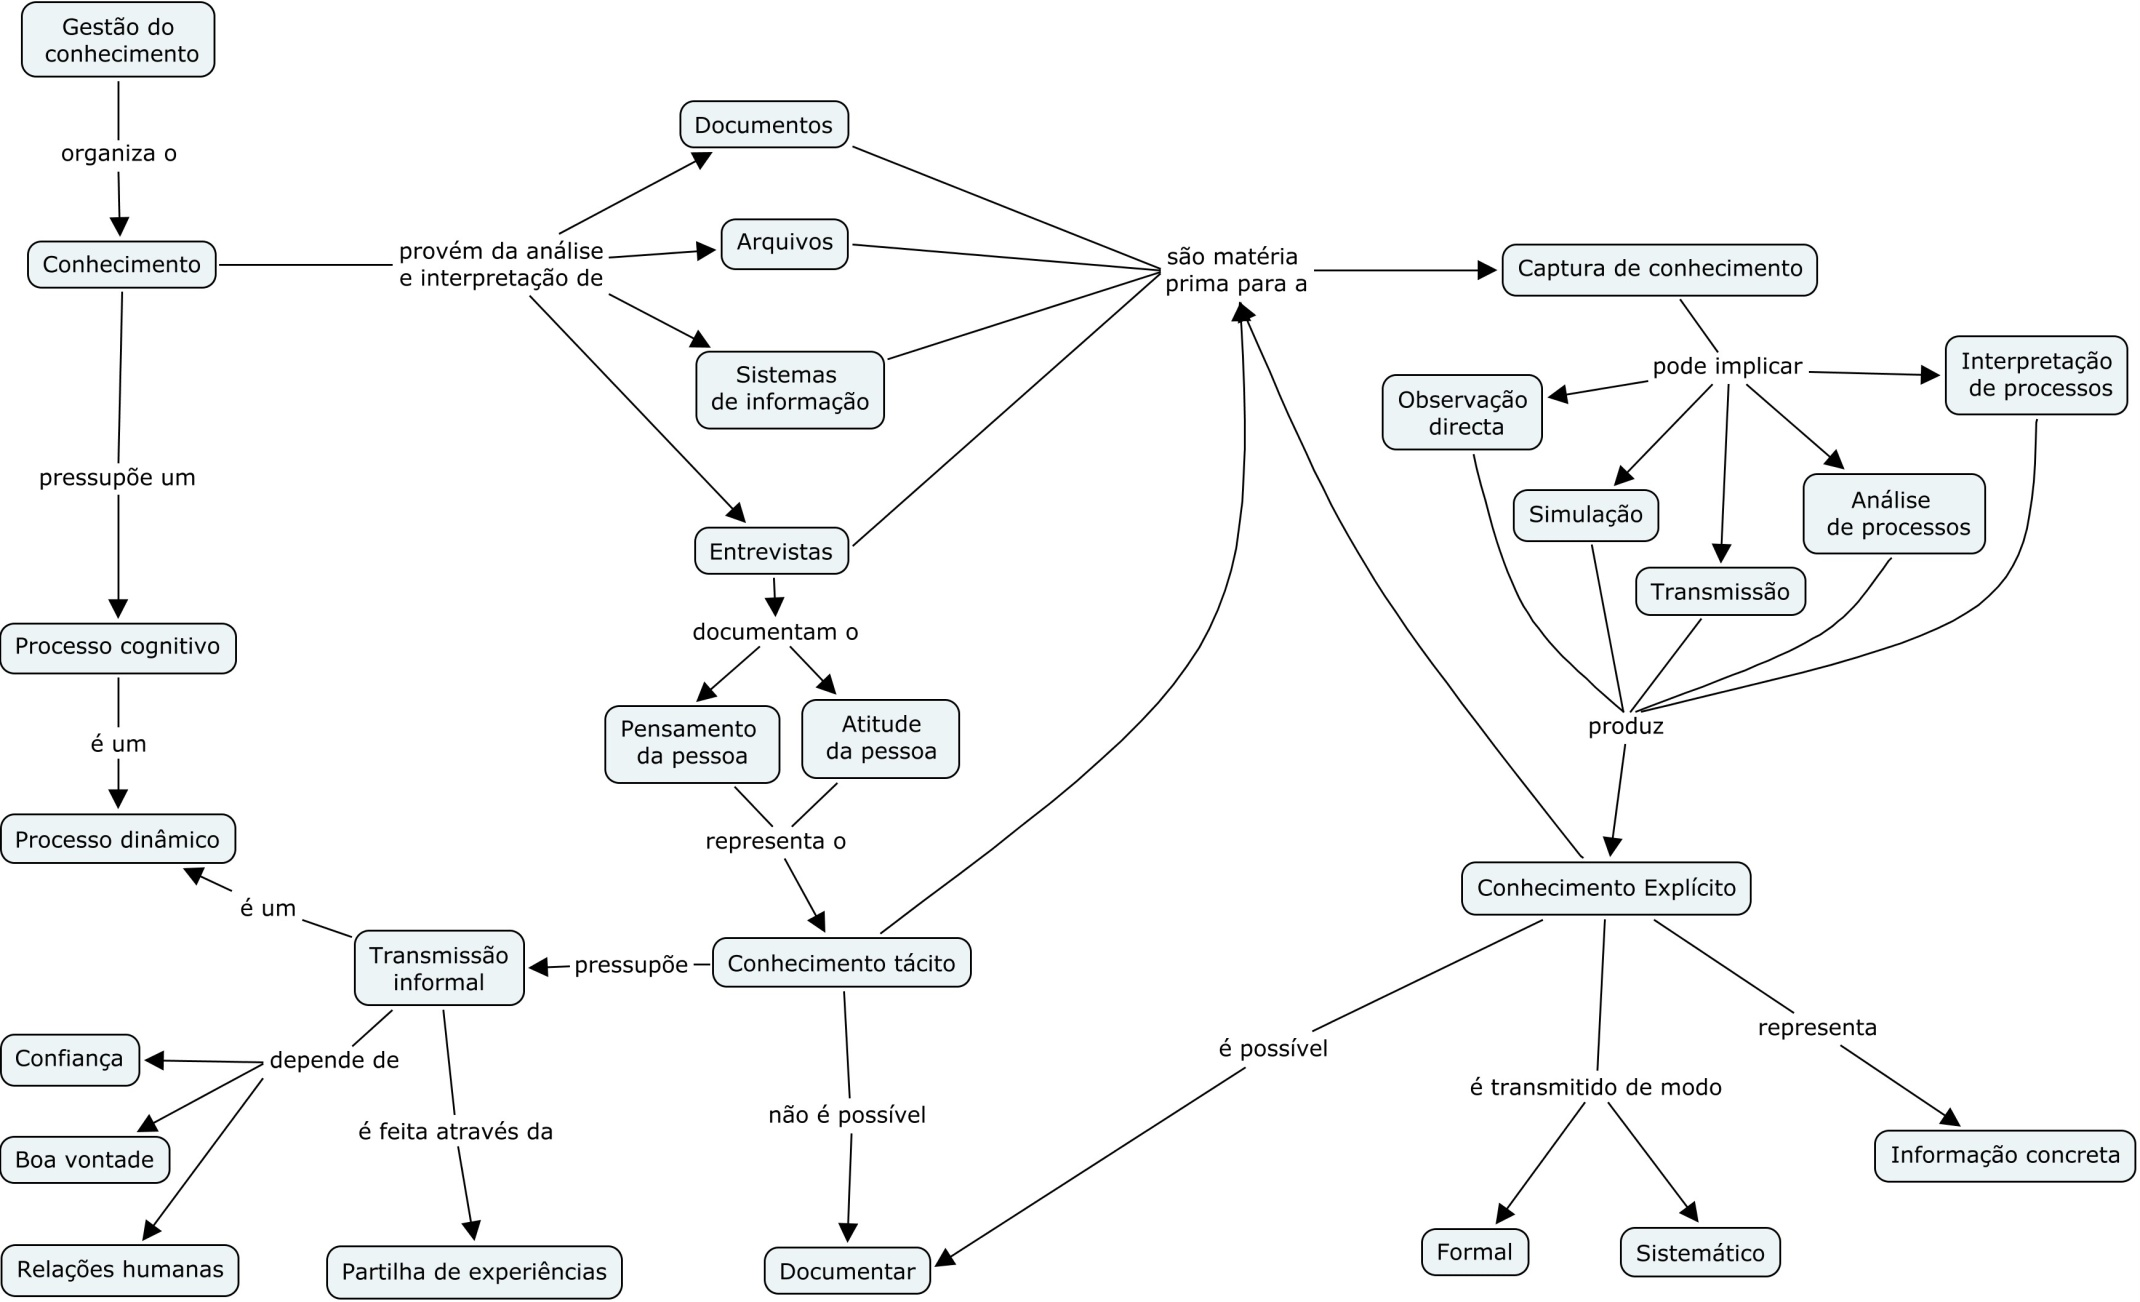 Gestão do
conhecimento
organiza o
Conhecimento
provém da análise
e interpretação de
Documentos
Arquivos
Sistemas
de informação
Entrevistas
são matéria
prima para a
Captura de conhecimento
pode implicar
Interpretação
de processos
Observação
directa
Simulação
Análise
de processos
Transmissão
produz
pressupõe um
Processo cognitivo
é um
Processo dinâmico
é um
documentam o
Pensamento
da pessoa
Atitude
da pessoa
representa o
Conhecimento tácito
pressupõe
Transmissão
informal
depende de
Confiança
Boa vontade
Relações humanas
é feita através da
Partilha de experiências
não é possível
Documentar
Conhecimento Explícito
é possível
é transmitido de modo
Formal
Sistemático
representa
Informação concreta